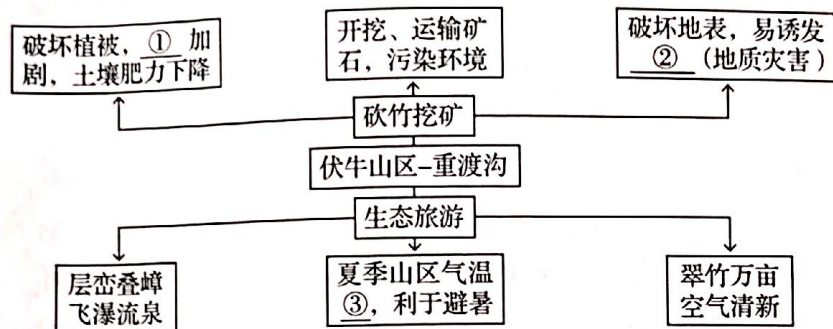 破坏植被，① 加
剧，土壤肥力下降
开挖、运输矿
石，污染环境
破坏地表，易诱发
②（地质灾害）
砍竹挖矿
伏牛山区-重渡沟
生态旅游
层峦叠嶂
飞瀑流泉
夏季山区气温
③，利于避暑
翠竹万亩
空气清新